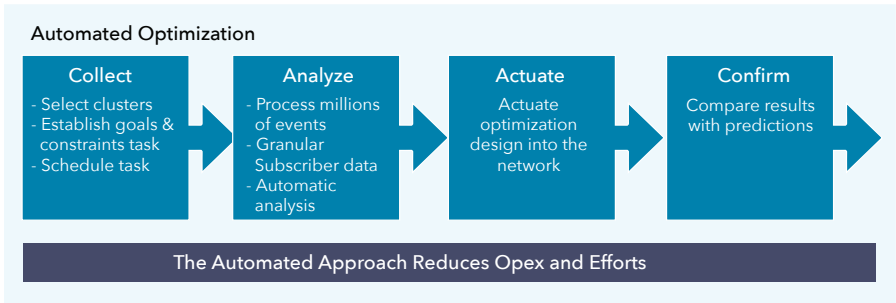 Automated Optimization
Collect
- Select clusters
- Establish goals &
constraints task
- Schedule task
Analyze
- Process millions
of events
- Granular
Subscriber data
- Automatic
analysis
Actuate
Actuate
optimization
design into the
network
Confirm
Compare results
with predictions
The Automated Approach Reduces Opex and Efforts